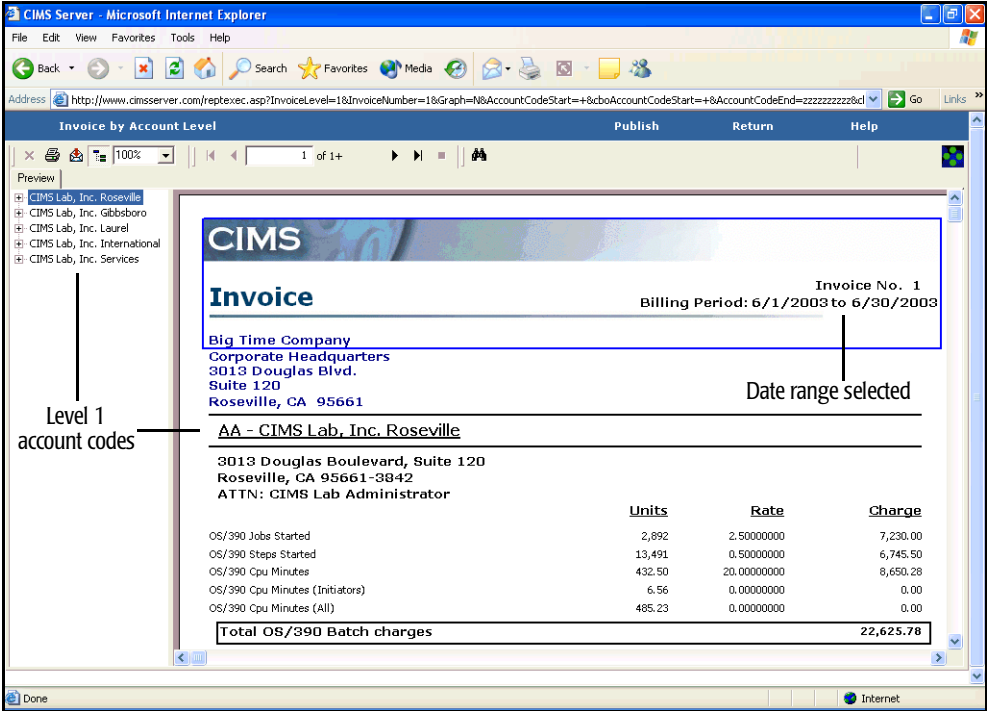 CIMS Server - Microsoft Internet Explorer
File Edit View Favorites Tools Help
Back Search Favorites Media
Address http://www.cimsserver.com/reptexec.asp?InvoiceLevel=1&InvoiceNumber=1&Graph=N&AccountCodeStart=+&cboAccountCodeStart=+&AccountCodeEnd=zzzzzzzzzz&cl Go Links »
Invoice by Account Level Publish Return Help
100% 1 of 1+
Preview
CIMS Lab, Inc. Roseville
CIMS Lab, Inc. Gibbsboro
CIMS Lab, Inc. Laurel
CIMS Lab, Inc. International
CIMS Lab, Inc. Services
Level 1
account codes
CIMS
Invoice No. 1
Invoice
Billing Period: 6/1/2003 to 6/30/2003
Big Time Company
Corporate Headquarters
3013 Douglas Blvd.
Suite 120
Roseville, CA 95661
Date range selected
AA - CIMS Lab, Inc. Roseville
3013 Douglas Boulevard, Suite 120
Roseville, CA 95661-3842
ATTN: CIMS Lab Administrator
Units Rate Charge
OS/390 Jobs Started 2,892 2.50000000 7,230.00
OS/390 Steps Started 13,491 0.50000000 6,745.50
OS/390 Cpu Minutes 432.50 20.00000000 8,650.28
OS/390 Cpu Minutes (Initiators) 6.56 0.00000000 0.00
OS/390 Cpu Minutes (All) 485.23 0.00000000 0.00
Total OS/390 Batch charges 22,625.78
Done Internet